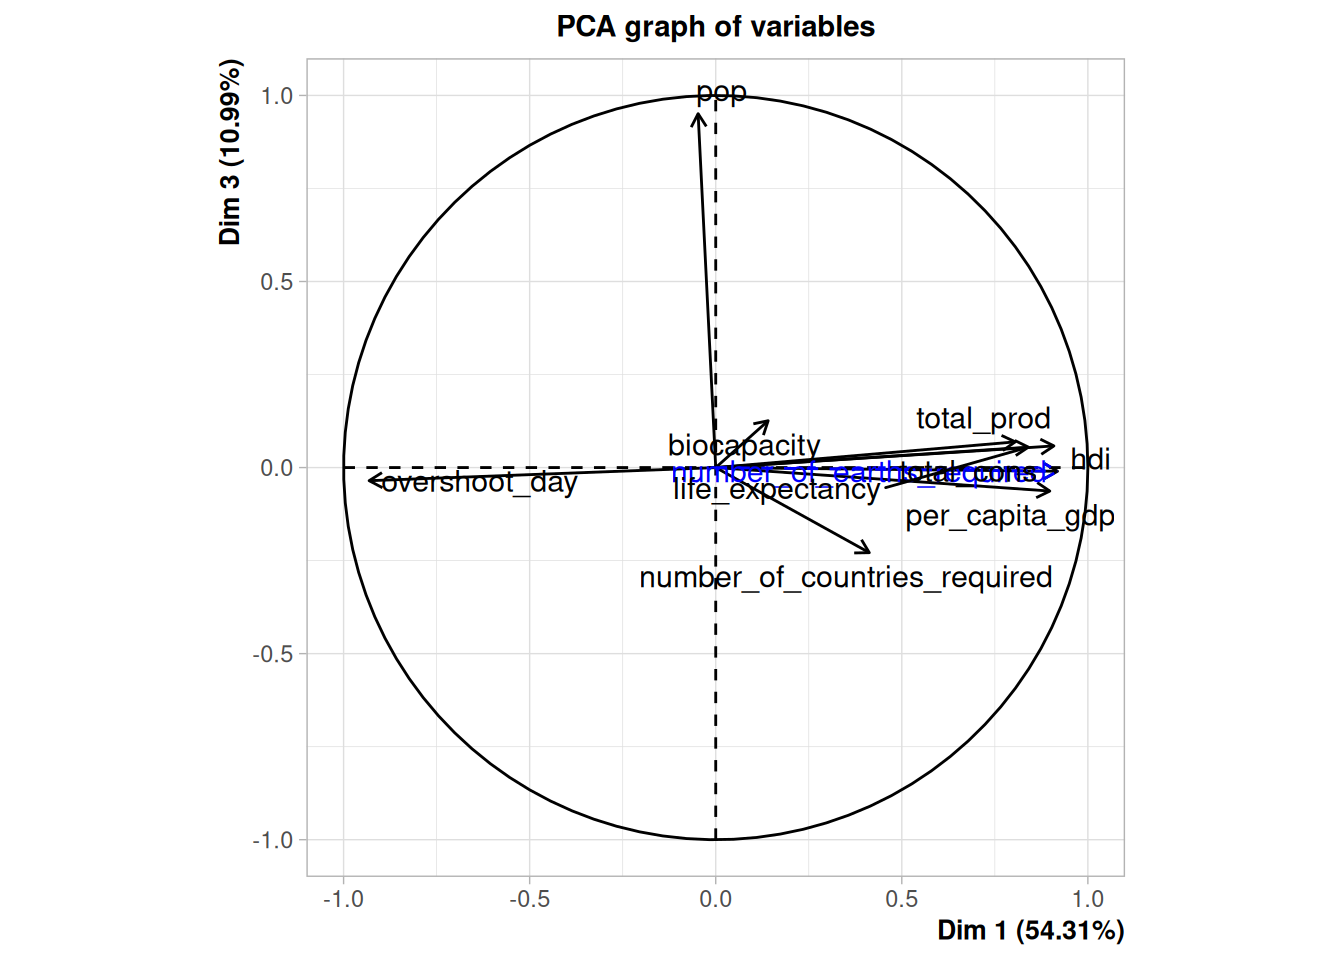 PCA graph of variables
Dim 3 (10.99%)
1.0
0.5
0.0
-0.5
-1.0
pop
total_prod
biocapacity
hdi
number_of_earths_required
total_cons
overshoot_day
life_expectancy
per_capita_gdp
number_of_countries_required
-1.0
-0.5
0.0
0.5
1.0
Dim 1 (54.31%)